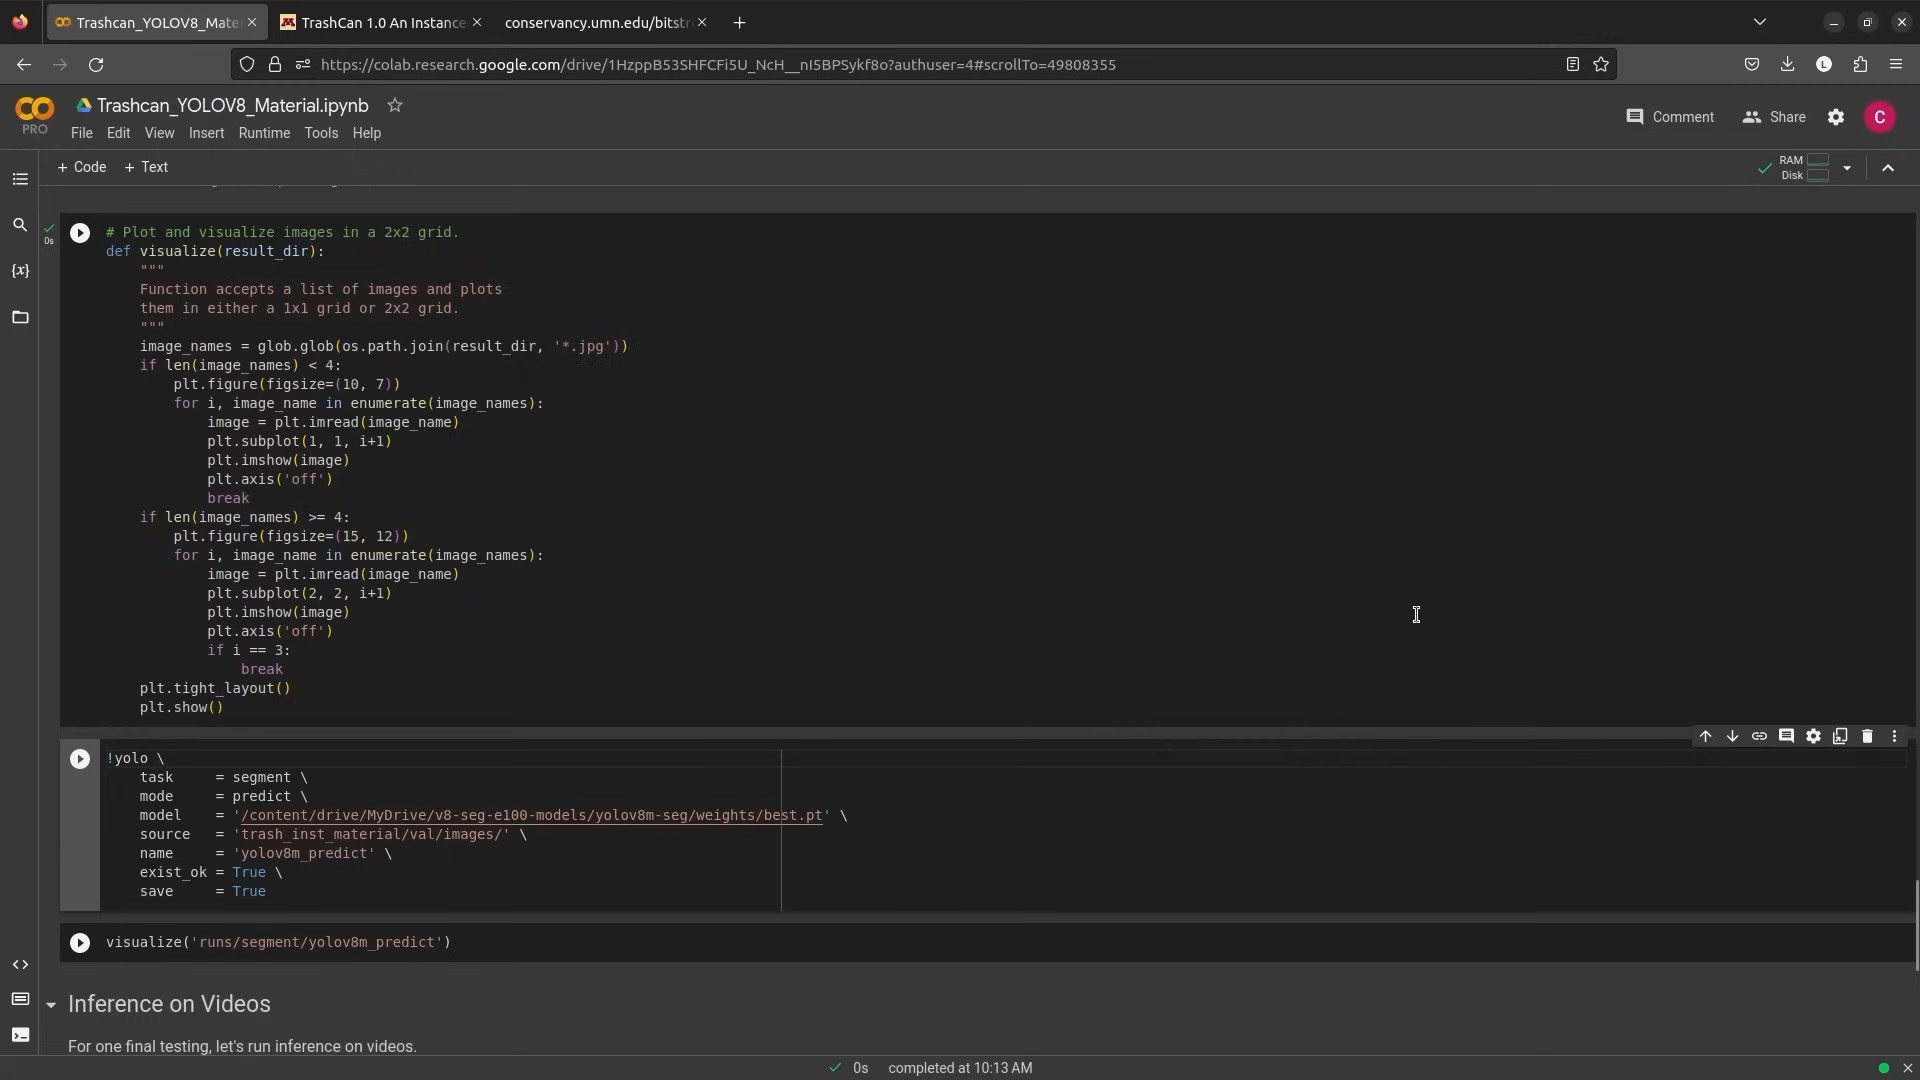 Trashcan_YOLOV8_Mate
TrashCan 1.0 An Instance
conservancy.umn.edu/bitstr
https://colab.research.google.com/drive/1HzppB53SHFCFi5U_NcH__nI5BPSykf8o?authuser=4#scrollTo=49808355
L
PRO
Trashcan_YOLOV8_Material.ipynb
File Edit View Insert Runtime Tools Help
Comment
Share
C
+ Code + Text
RAM
Disk
0s
# Plot and visualize images in a 2x2 grid.
def visualize(result_dir):
"""
Function accepts a list of images and plots
them in either a 1x1 grid or 2x2 grid.
"""
image_names = glob.glob(os.path.join(result_dir, '*.jpg'))
if len(image_names) < 4:
plt.figure(figsize=(10, 7))
for i, image_name in enumerate(image_names):
image = plt.imread(image_name)
plt.subplot(1, 1, i+1)
plt.imshow(image)
plt.axis('off')
break
if len(image_names) >= 4:
plt.figure(figsize=(15, 12))
for i, image_name in enumerate(image_names):
image = plt.imread(image_name)
plt.subplot(2, 2, i+1)
plt.imshow(image)
plt.axis('off')
if i == 3:
break
plt.tight_layout()
plt.show()
!yolo \
task = segment \
mode = predict \
model = '/content/drive/MyDrive/v8-seg-e100-models/yolov8m-seg/weights/best.pt' \
source = 'trash_inst_material/val/images/' \
name = 'yolov8m_predict' \
exist_ok = True \
save = True
visualize('runs/segment/yolov8m_predict')
Inference on Videos
For one final testing, let's run inference on videos.
0s completed at 10:13 AM